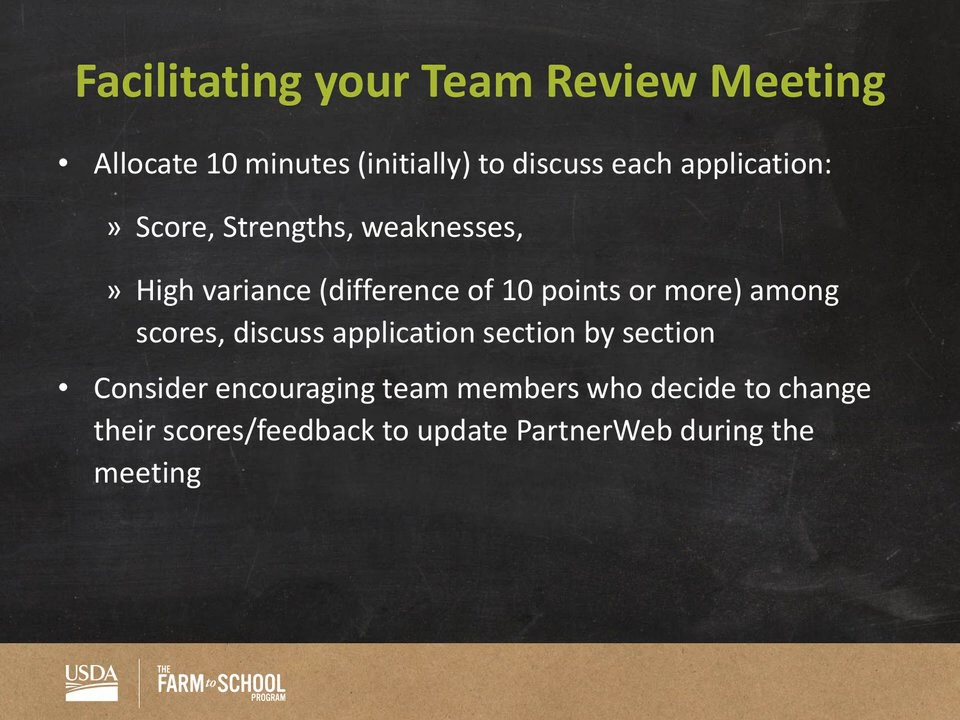 Facilitating your Team Review Meeting
• Allocate 10 minutes (initially) to discuss each application:
» Score, Strengths, weaknesses,
» High variance (difference of 10 points or more) among
scores, discuss application section by section
• Consider encouraging team members who decide to change
their scores/feedback to update PartnerWeb during the
meeting
USDA
THE
FARM to SCHOOL
PROGRAM